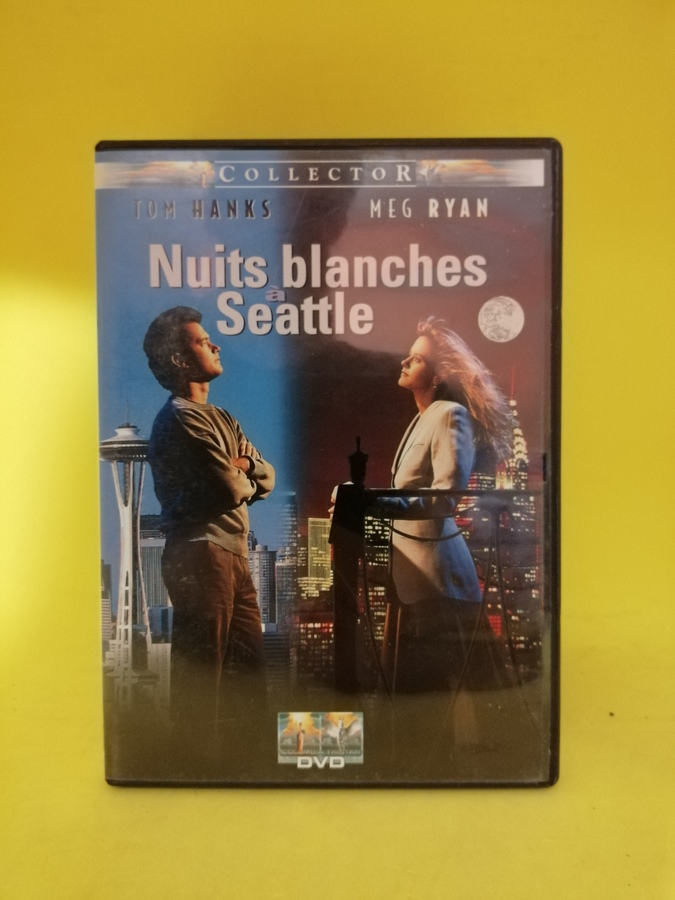 COLLECTOR
TOM HANKS MEG RYAN
Nuits blanches
à
Seattle
DVD